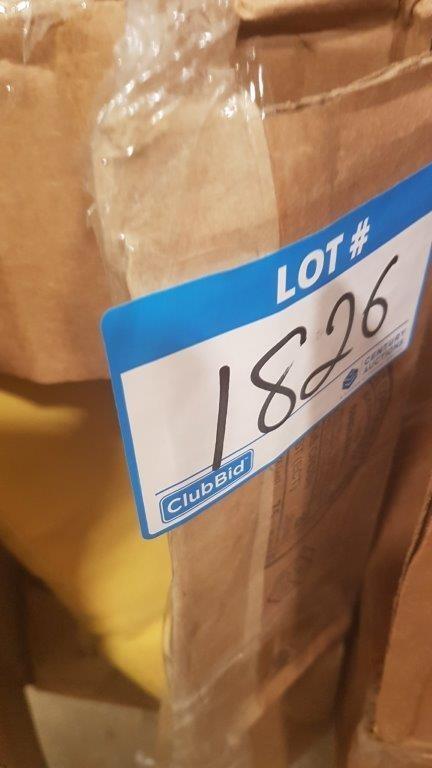 LOT #
1826
CENTURY
AUCTIONS
ClubBid